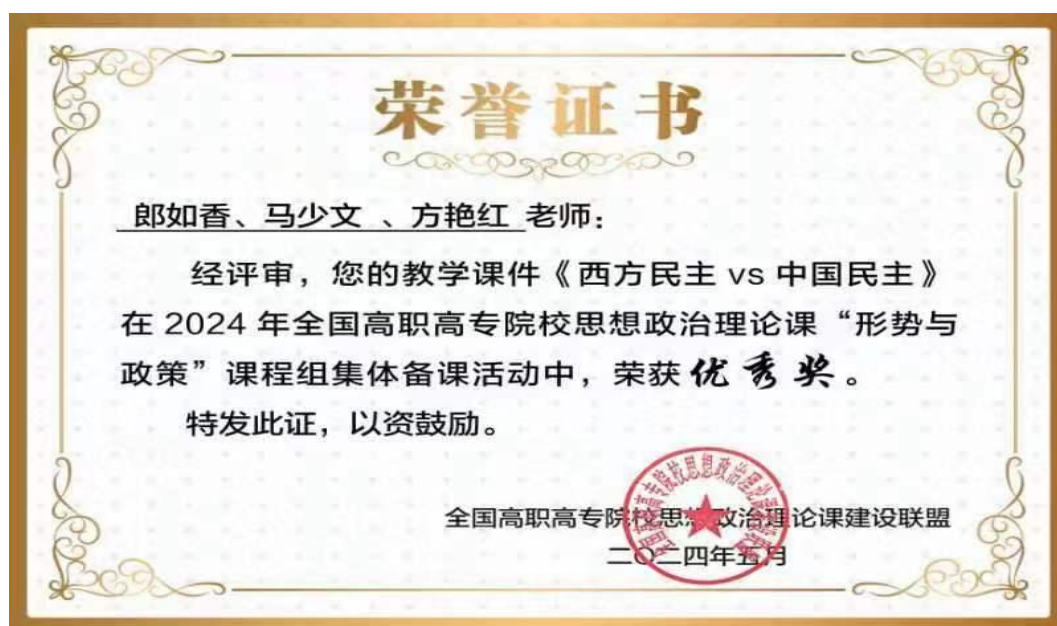 荣誉证书
郎如香、马少文 、方艳红 老师：
经评审，您的教学课件《西方民主 vs 中国民主》
在 2024 年全国高职高专院校思想政治理论课“形势与
政策”课程组集体备课活动中，荣获优秀奖。
特发此证，以资鼓励。
全国高职高专院校思想政治理论课建设联盟
二〇二四年五月